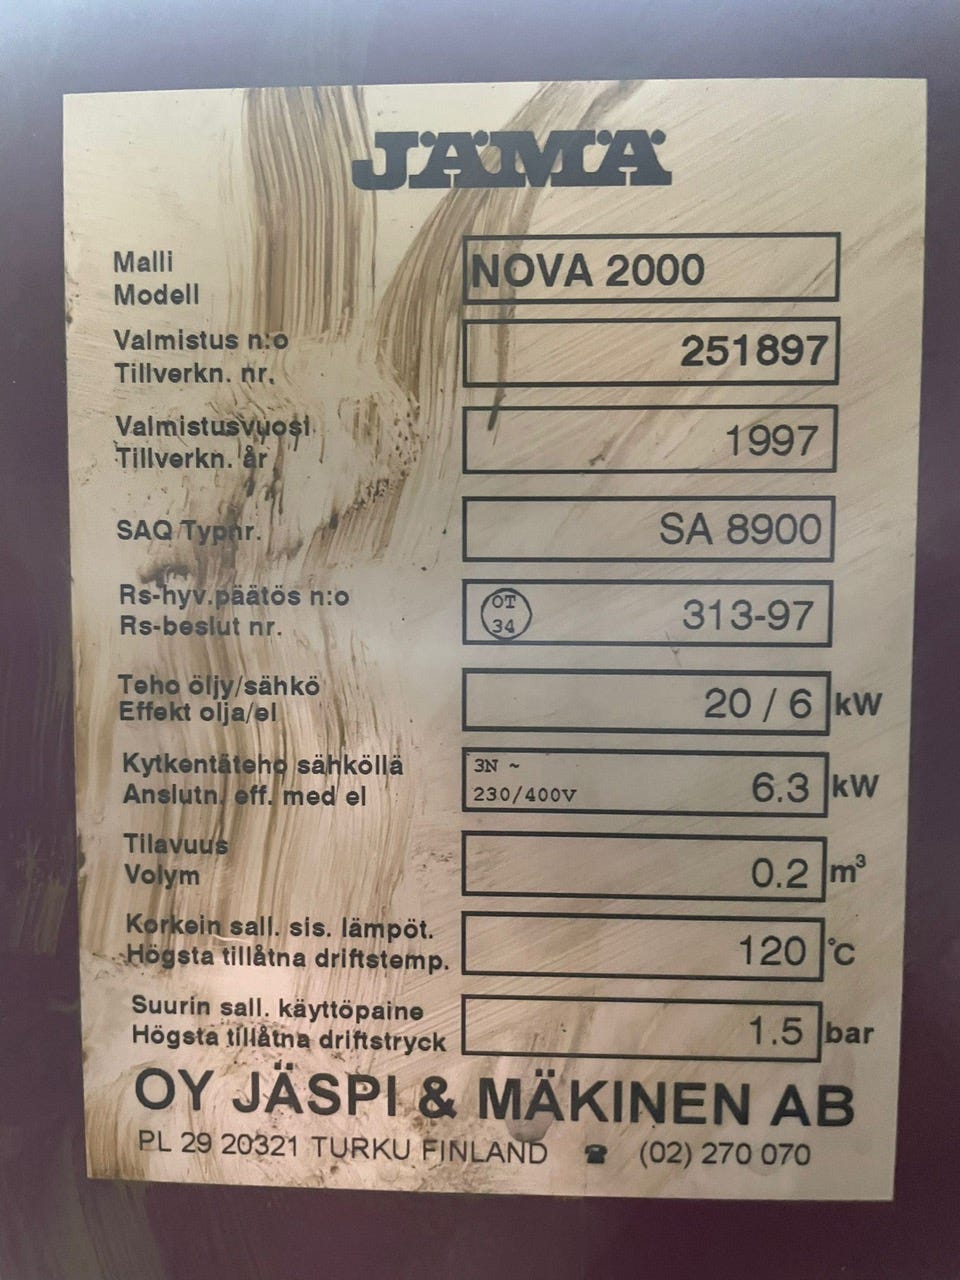 JÄMÄ
Malli
Modell
NOVA 2000
Valmistus n:o
Tillverkn. nr.
251897
Valmistusvuosi
Tillverkn. år
1997
SAQ Typnr.
SA 8900
Rs-hyv.päätös n:o
Rs-beslut nr.
OT
34
313-97
Teho öljy/sähkö
Effekt olja/el
20 / 6 kW
Kytkentäteho sähköllä
Anslutn. eff. med el
3N ~
230/400V
6.3 kW
Tilavuus
Volym
0.2 m³
Korkein sall. sis. lämpöt.
Högsta tillåtna driftstemp.
120 °C
Suurin sall. käyttöpaine
Högsta tillåtna driftstryck
1.5 bar
OY JÄSPI & MÄKINEN AB
PL 29 20321 TURKU FINLAND ☎ (02) 270 070